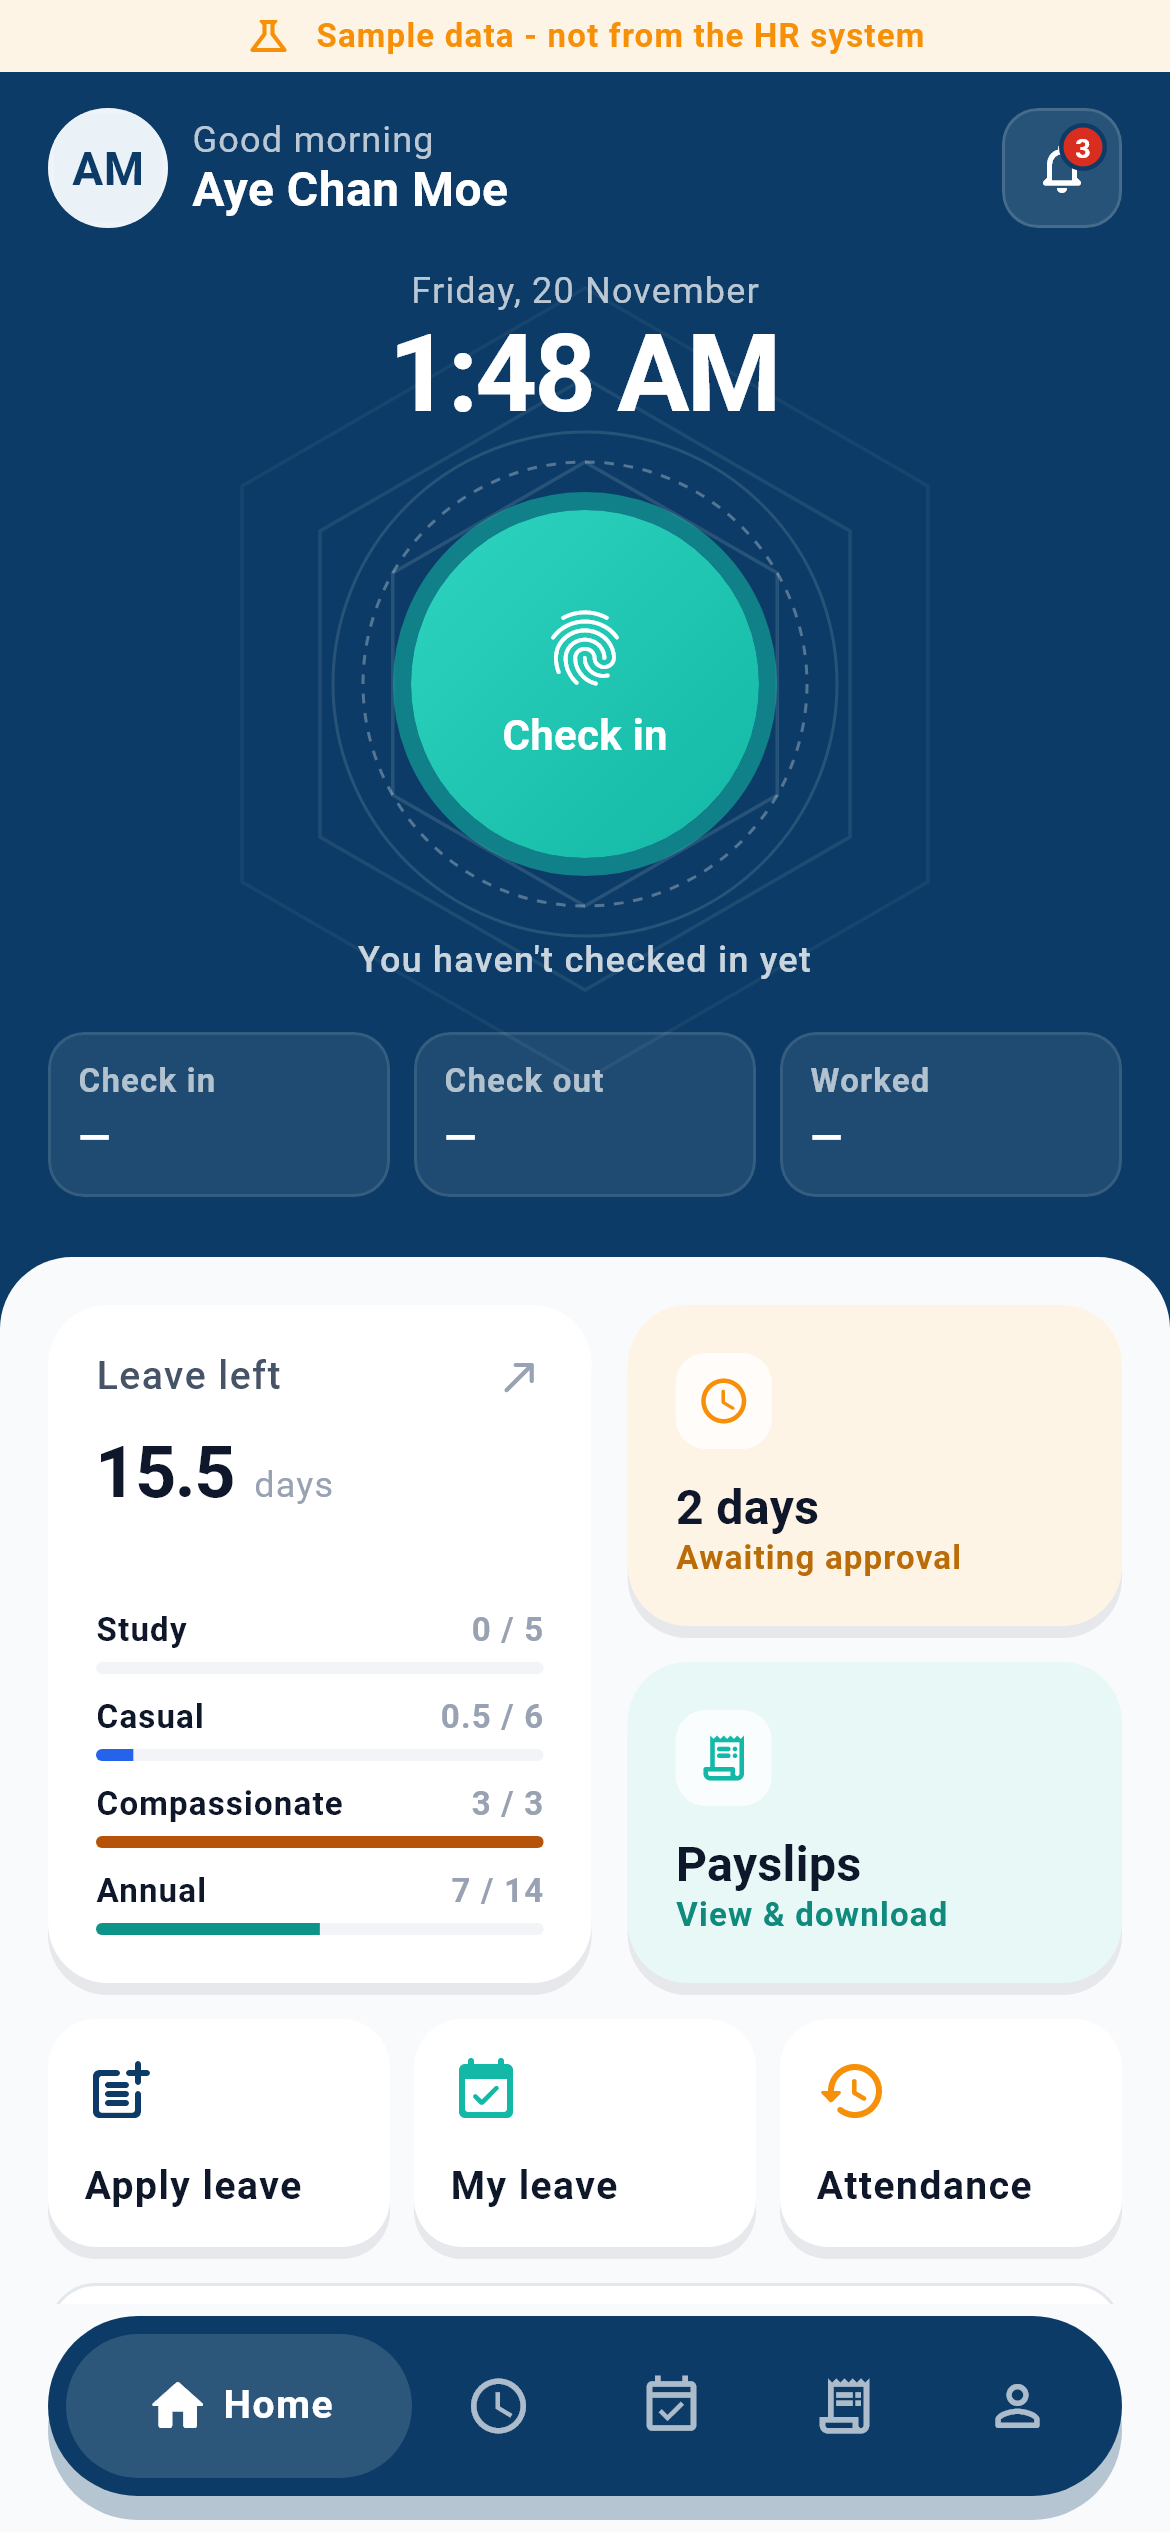 Sample data - not from the HR system
AM
Good morning
Aye Chan Moe
3
Friday, 20 November
1:48 AM
Check in
You haven't checked in yet
Check in
—
Check out
—
Worked
—
Leave left
15.5 days
Study 0 / 5
Casual 0.5 / 6
Compassionate 3 / 3
Annual 7 / 14
2 days
Awaiting approval
Payslips
View & download
Apply leave
My leave
Attendance
Home